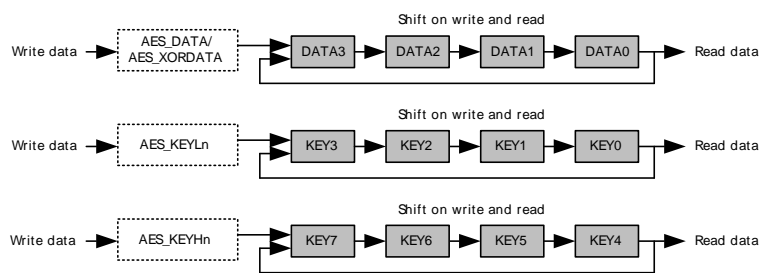 Shift on write and read
Write data AES_DATA/ AES_XORDATA DATA3 DATA2 DATA1 DATA0 Read data
Shift on write and read
Write data AES_KEYLn KEY3 KEY2 KEY1 KEY0 Read data
Shift on write and read
Write data AES_KEYHn KEY7 KEY6 KEY5 KEY4 Read data